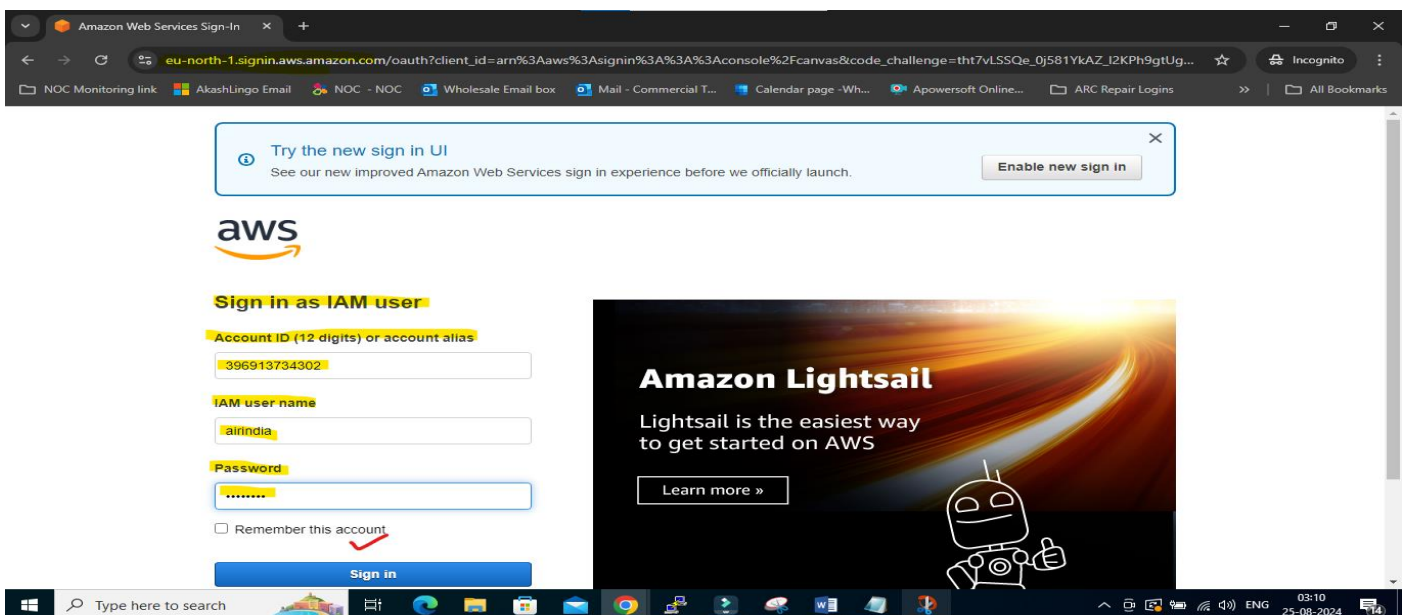 Amazon Web Services Sign-In
eu-north-1.signin.aws.amazon.com/oauth?client_id=arn%3Aaws%3Asignin%3A%3A%3Aconsole%2Fcanvas&code_challenge=tht7vLSSQe_0j581YkAZ_I2KPh9gtUg...
Incognito
NOC Monitoring link AkashLingo Email NOC - NOC Wholesale Email box Mail - Commercial T... Calendar page -Wh... Apowersoft Online... ARC Repair Logins » All Bookmarks
Try the new sign in UI
See our new improved Amazon Web Services sign in experience before we officially launch.
Enable new sign in
aws
Sign in as IAM user
Account ID (12 digits) or account alias
396913734302
IAM user name
airindia
Password
........
Remember this account
Sign in
Amazon Lightsail
Lightsail is the easiest way
to get started on AWS
Learn more »
Type here to search
ENG
03:10
25-08-2024
14